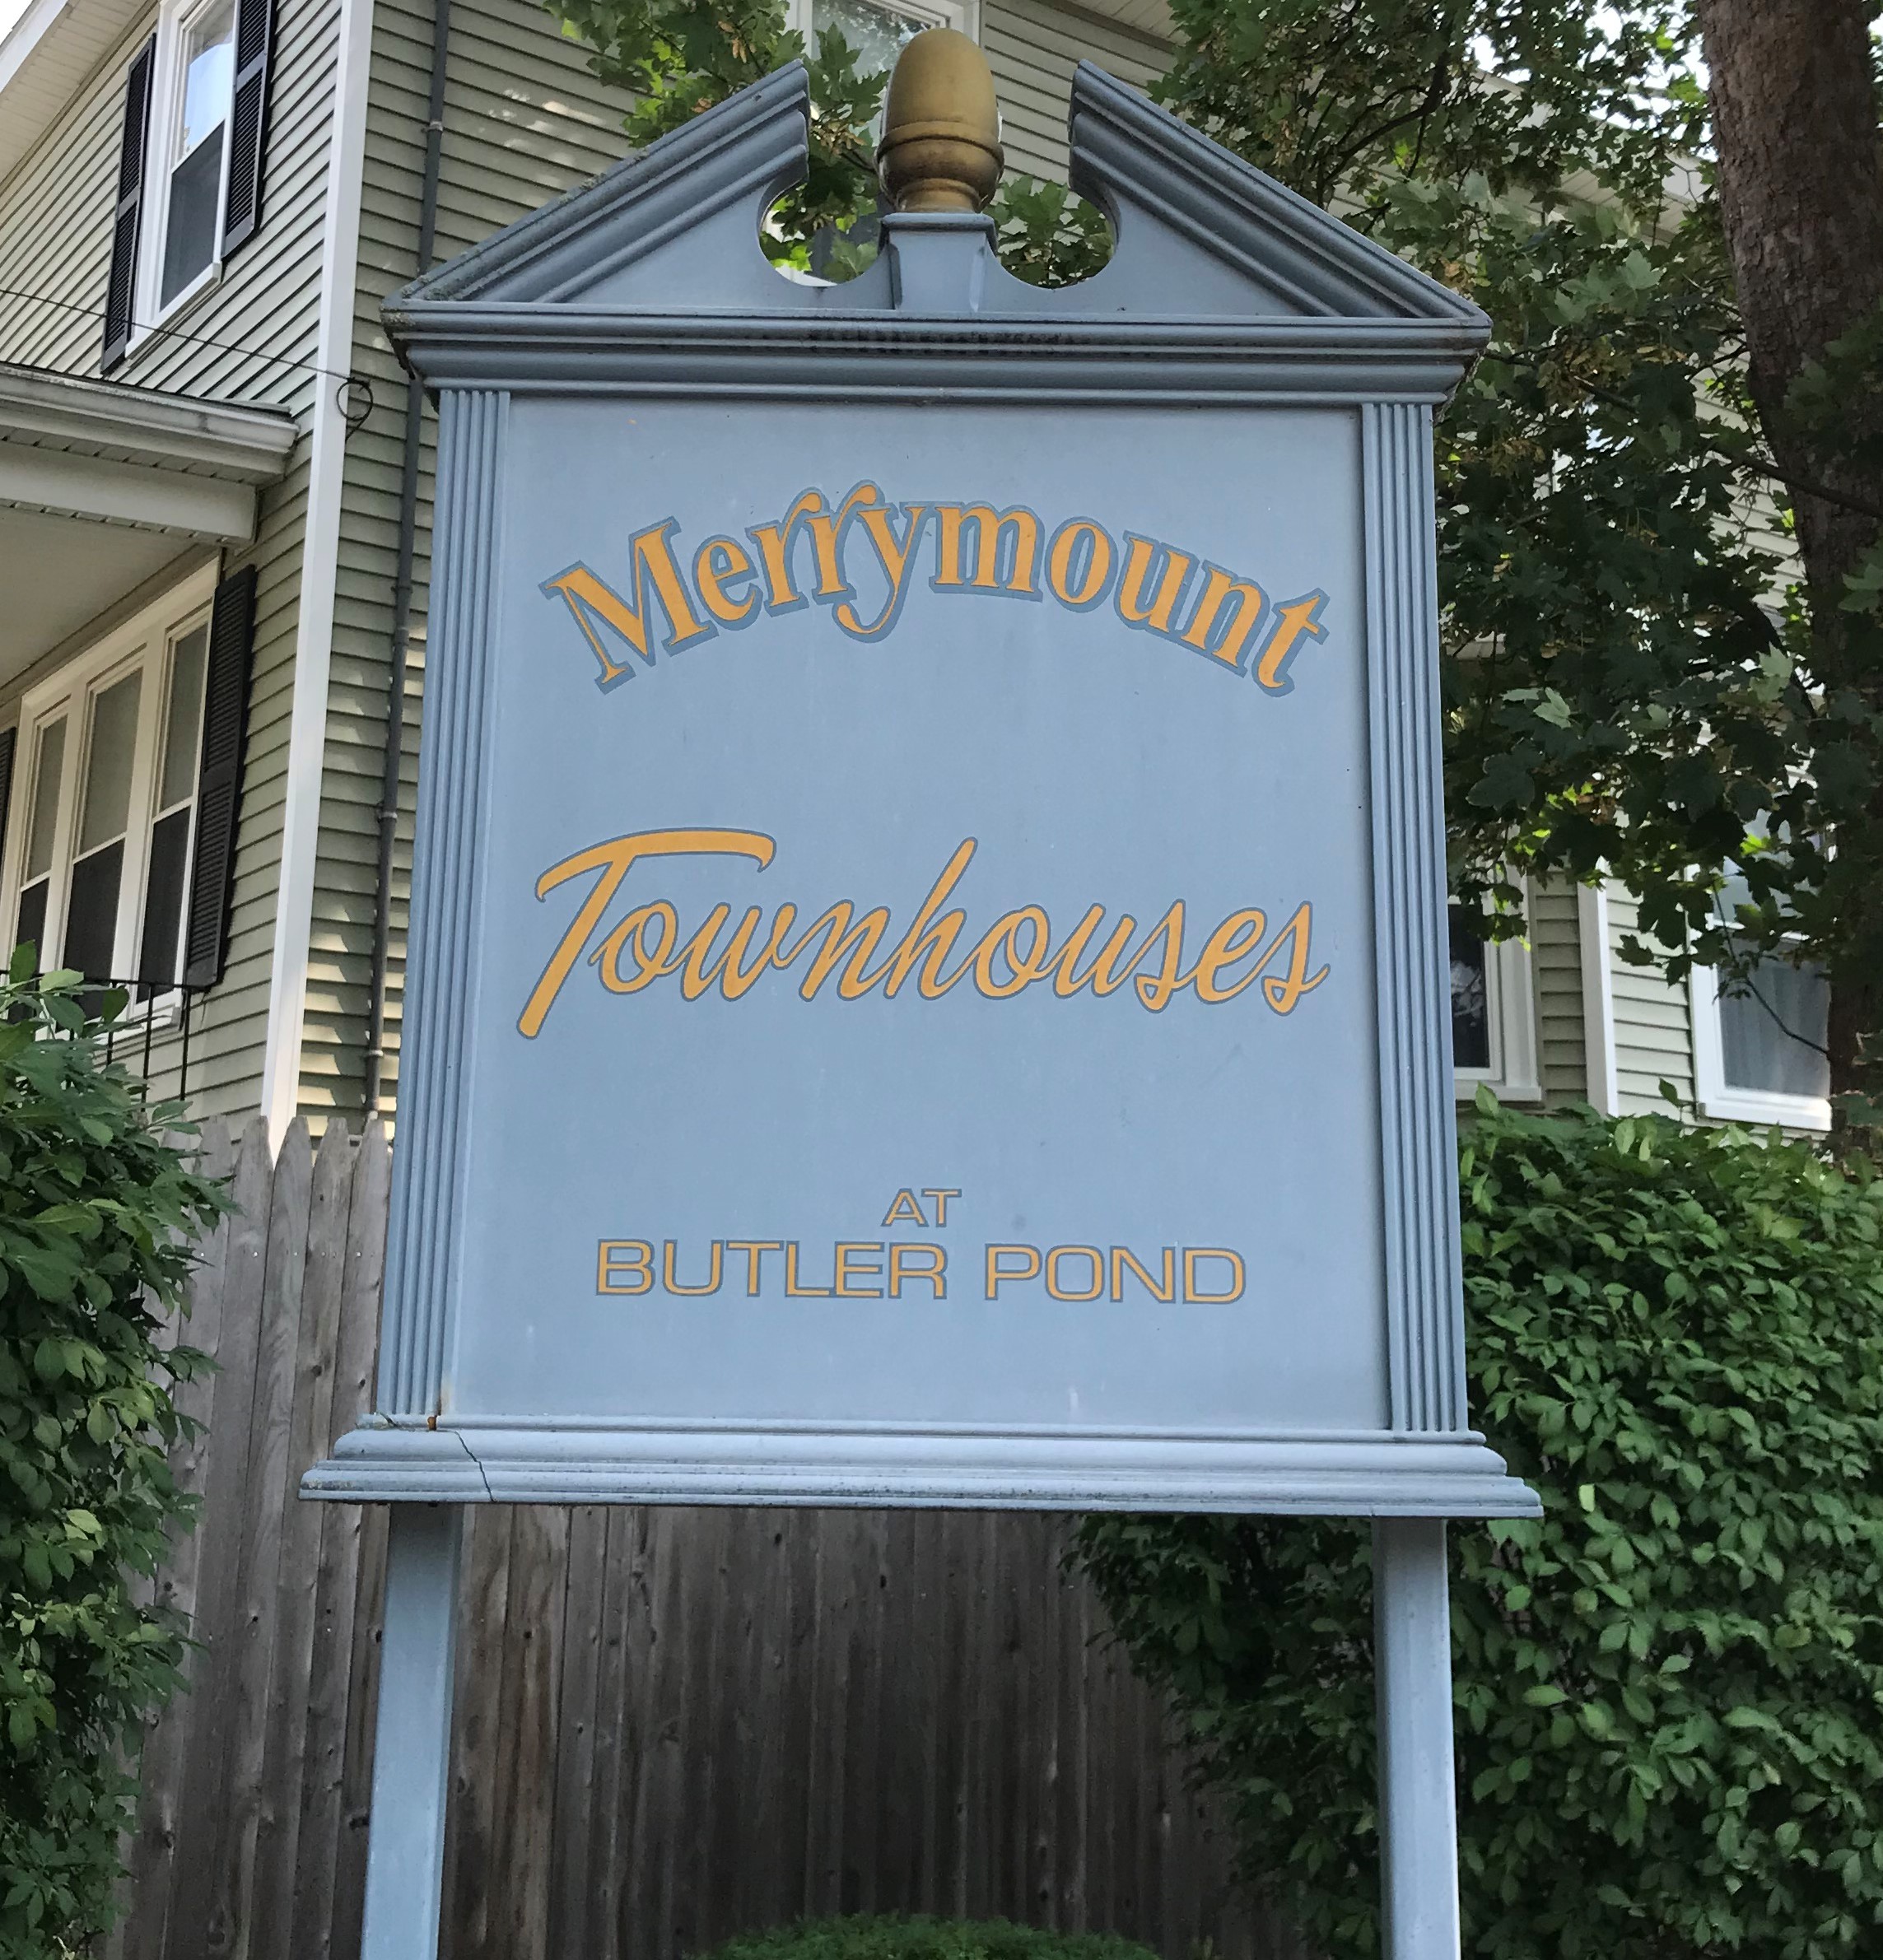 Merrymount
Townhouses
AT
BUTLER POND